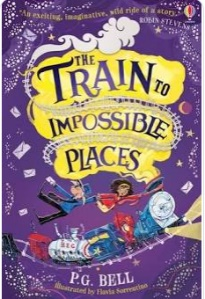 "An exciting, imaginative, wild ride of a story."
ROBIN STEVENS
THE
TRAIN TO
IMPOSSIBLE
PLACES
P.G. BELL
Illustrated by Flavia Sorrentino